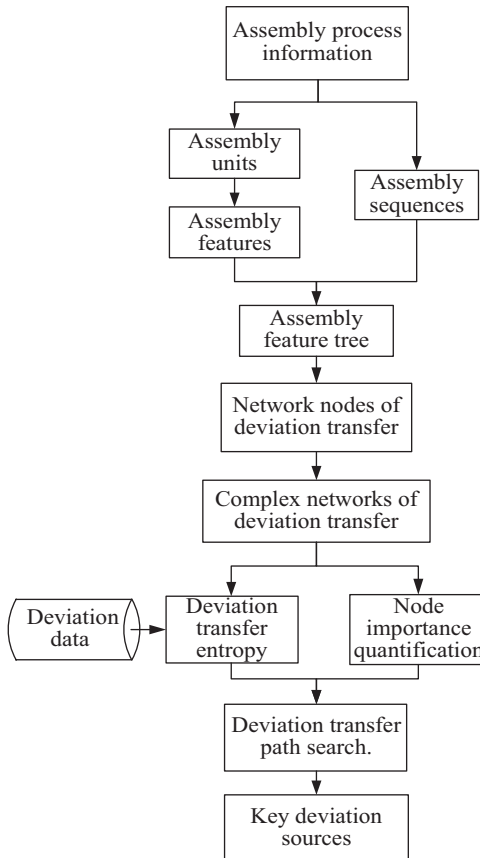 Assembly process
information
Assembly
units
Assembly
sequences
Assembly
features
Assembly
feature tree
Network nodes of
deviation transfer
Complex networks of
deviation transfer
Deviation
data
Deviation
transfer
entropy
Node
importance
quantification
Deviation transfer
path search.
Key deviation
sources